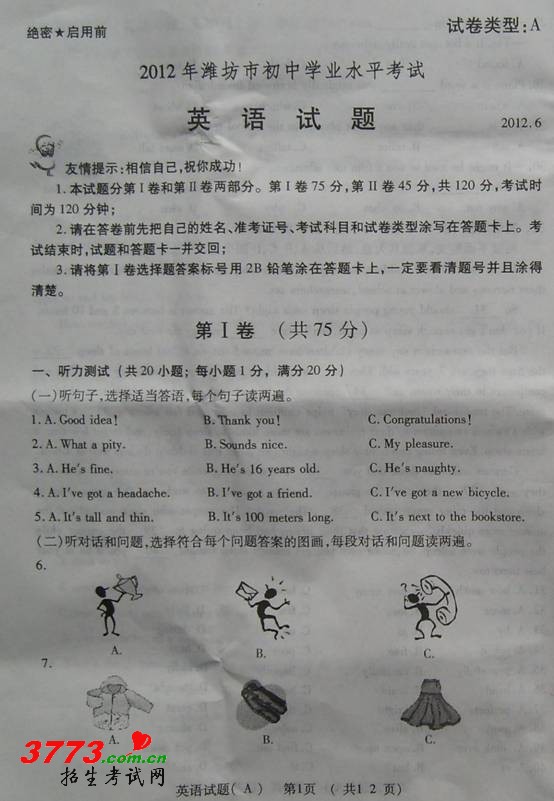 绝密★启用前
试卷类型:A
2012年潍坊市初中学业水平考试
英语试题
2012.6
友情提示:相信自己,祝你成功!
1.本试题分第Ⅰ卷和第Ⅱ卷两部分。第Ⅰ卷75分,第Ⅱ卷45分,共120分,考试时
间为120分钟;
2.请在答卷前先把自己的姓名、准考证号、考试科目和试卷类型涂写在答题卡上。考
试结束时,试题和答题卡一并交回;
3.请将第Ⅰ卷选择题答案标号用2B铅笔涂在答题卡上,一定要看清题号并且涂得
清楚。
第Ⅰ卷 (共75分)
一、听力测试(共20小题;每小题1分,满分20分)
(一)听句子,选择适当答语,每个句子读两遍。
1. A. Good idea! B. Thank you! C. Congratulations!
2. A. What a pity. B. Sounds nice. C. My pleasure.
3. A. He's fine. B. He's 16 years old. C. He's naughty.
4. A. I've got a headache. B. I've got a friend. C. I've got a new bicycle.
5. A. It's tall and thin. B. It's 100 meters long. C. It's next to the bookstore.
(二)听对话和问题,选择符合每个问题答案的图画,每段对话和问题读两遍。
6.
?
A. B. C.
7.
A. B. C.
3773.com.cn
招生考试网
英语试题(A) 第1页 (共12页)